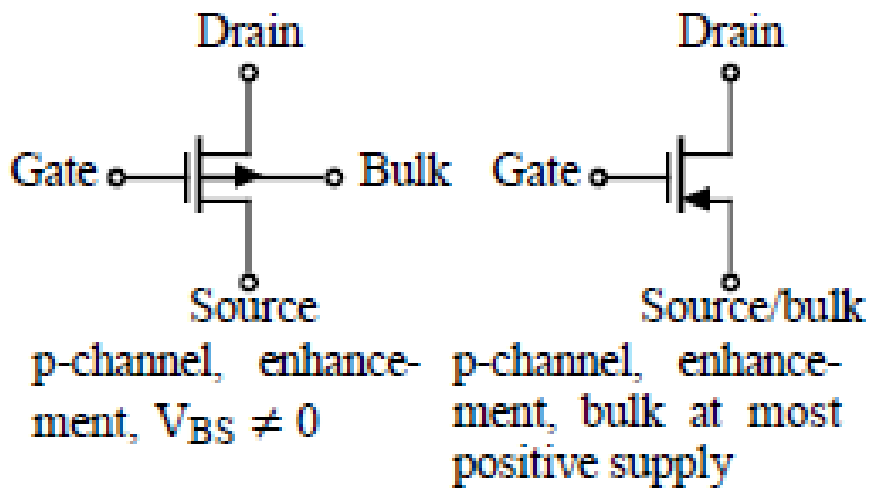 Drain
Gate
Bulk
Source
p-channel, enhance-
ment, VBS ≠ 0
Drain
Gate
Source/bulk
p-channel, enhance-
ment, bulk at most
positive supply